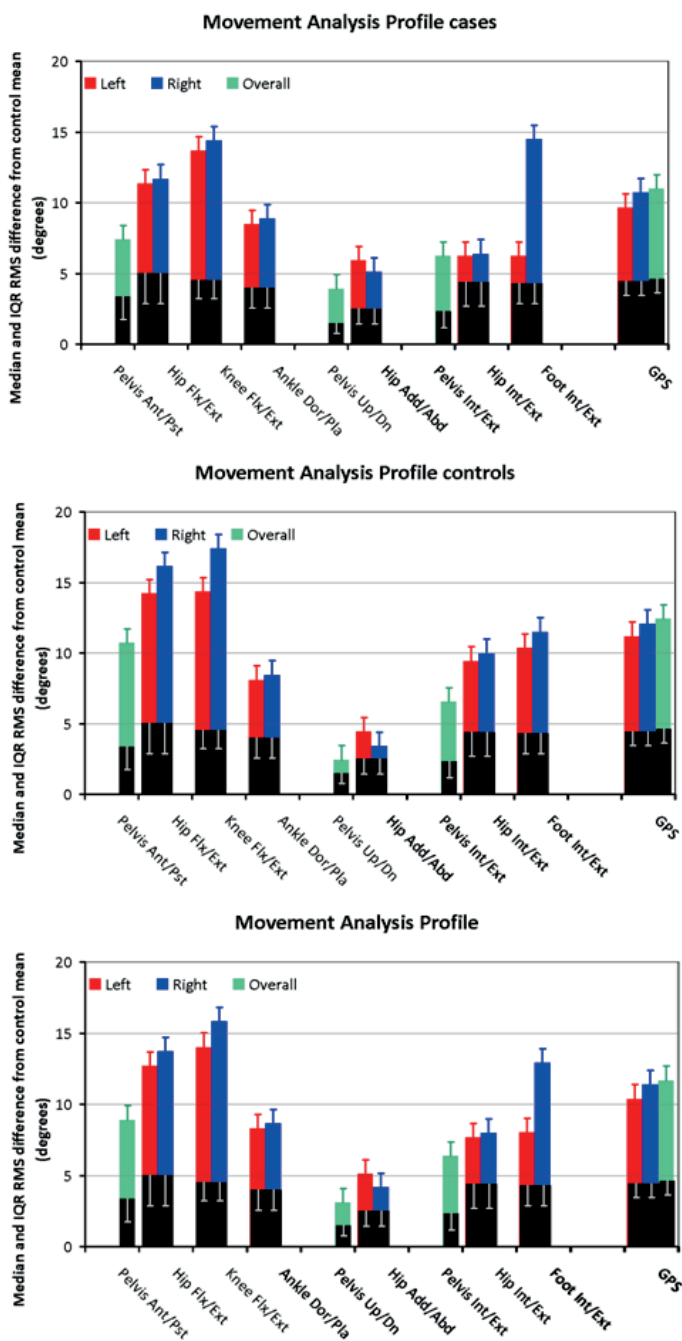 Movement Analysis Profile cases
Median and IQR RMS difference from control mean
(degrees)
20
15
10
5
0
Left Right Overall
Pelvis Ant/Pst
Hip Flx/Ext
Knee Flx/Ext
Ankle Dor/Pla
Pelvis Up/Dn
Hip Add/Abd
Pelvis Int/Ext
Hip Int/Ext
Foot Int/Ext
GPS
Movement Analysis Profile controls
Median and IQR RMS difference from control mean
(degrees)
20
15
10
5
0
Left Right Overall
Pelvis Ant/Pst
Hip Flx/Ext
Knee Flx/Ext
Ankle Dor/Pla
Pelvis Up/Dn
Hip Add/Abd
Pelvis Int/Ext
Hip Int/Ext
Foot Int/Ext
GPS
Movement Analysis Profile
Median and IQR RMS difference from control mean
(degrees)
20
15
10
5
0
Left Right Overall
Pelvis Ant/Pst
Hip Flx/Ext
Knee Flx/Ext
Ankle Dor/Pla
Pelvis Up/Dn
Hip Add/Abd
Pelvis Int/Ext
Hip Int/Ext
Foot Int/Ext
GPS